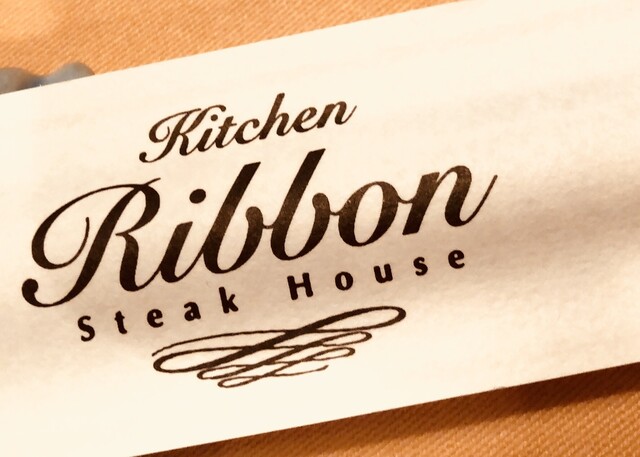 Kitchen
Ribbon
Steak House